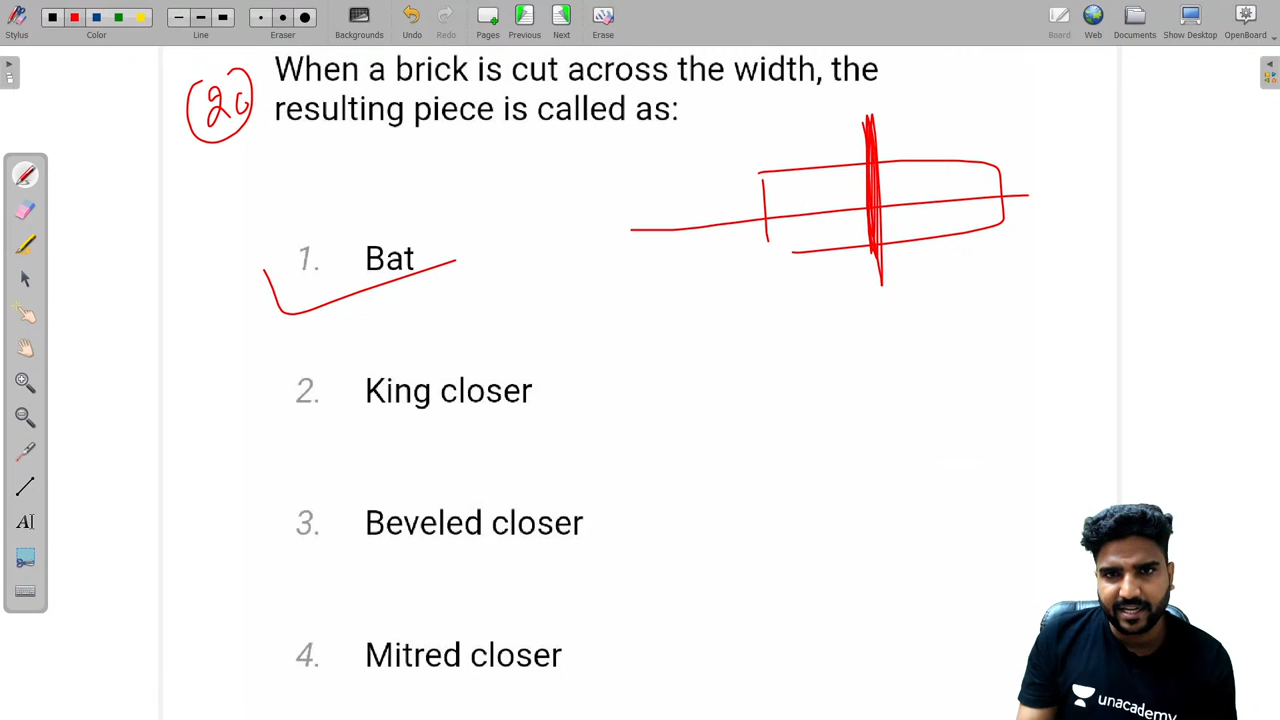 Stylus
Color
Line
Eraser
Backgrounds
Undo
Redo
Pages
Previous
Next
Erase
Board
Web
Documents
Show Desktop
OpenBoard
20
When a brick is cut across the width, the
resulting piece is called as:
1. Bat
2. King closer
3. Beveled closer
4. Mitred closer
AI
unacademy